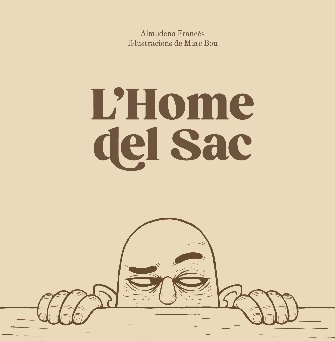 Almudena Francés
Il·lustracions de Marc Bou
L'Home
del Sac